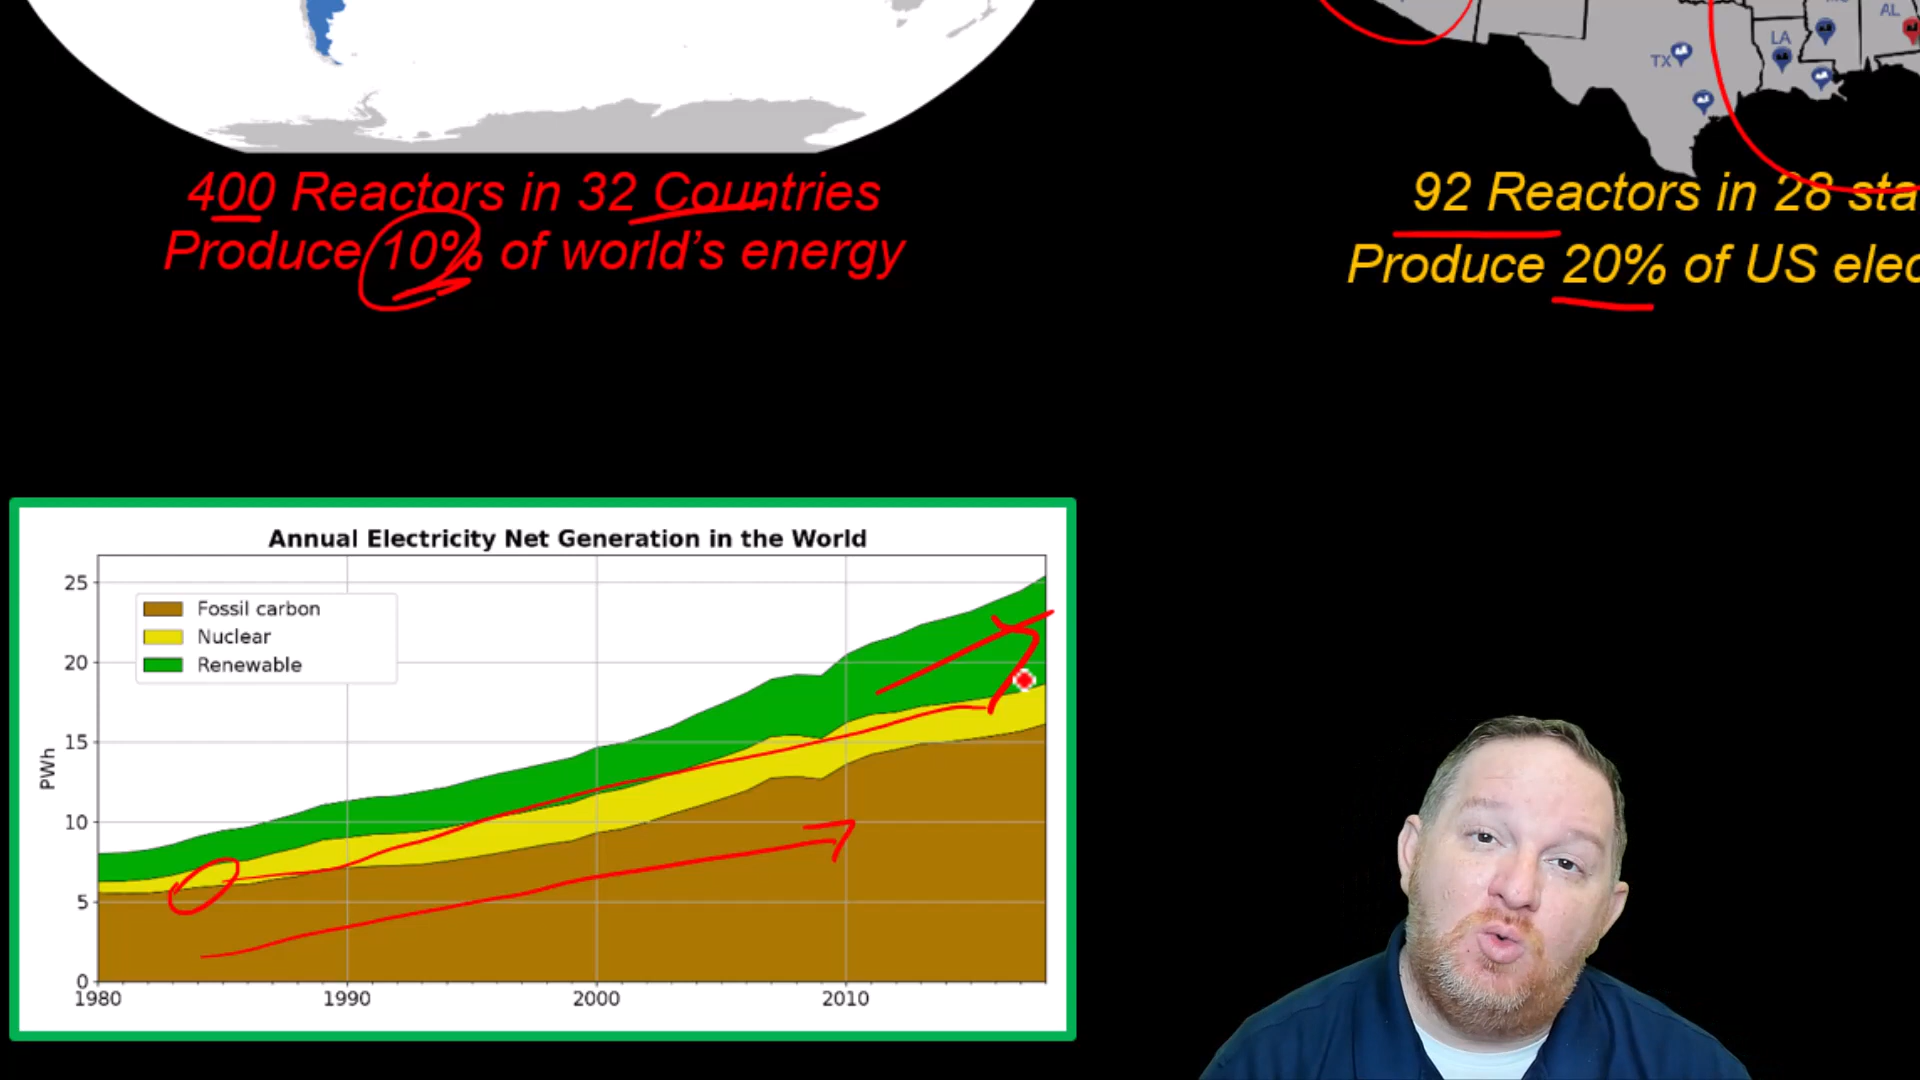 TX
LA
AL
400 Reactors in 32 Countries
Produce 10% of world's energy
92 Reactors in 28 sta
Produce 20% of US elec
Annual Electricity Net Generation in the World
Fossil carbon
Nuclear
Renewable
PWh
25
20
15
10
5
0
1980
1990
2000
2010